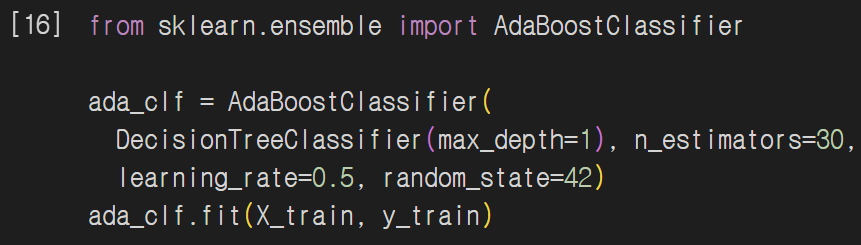 [16] from sklearn.ensemble import AdaBoostClassifier
ada_clf = AdaBoostClassifier(
DecisionTreeClassifier(max_depth=1), n_estimators=30,
learning_rate=0.5, random_state=42)
ada_clf.fit(X_train, y_train)